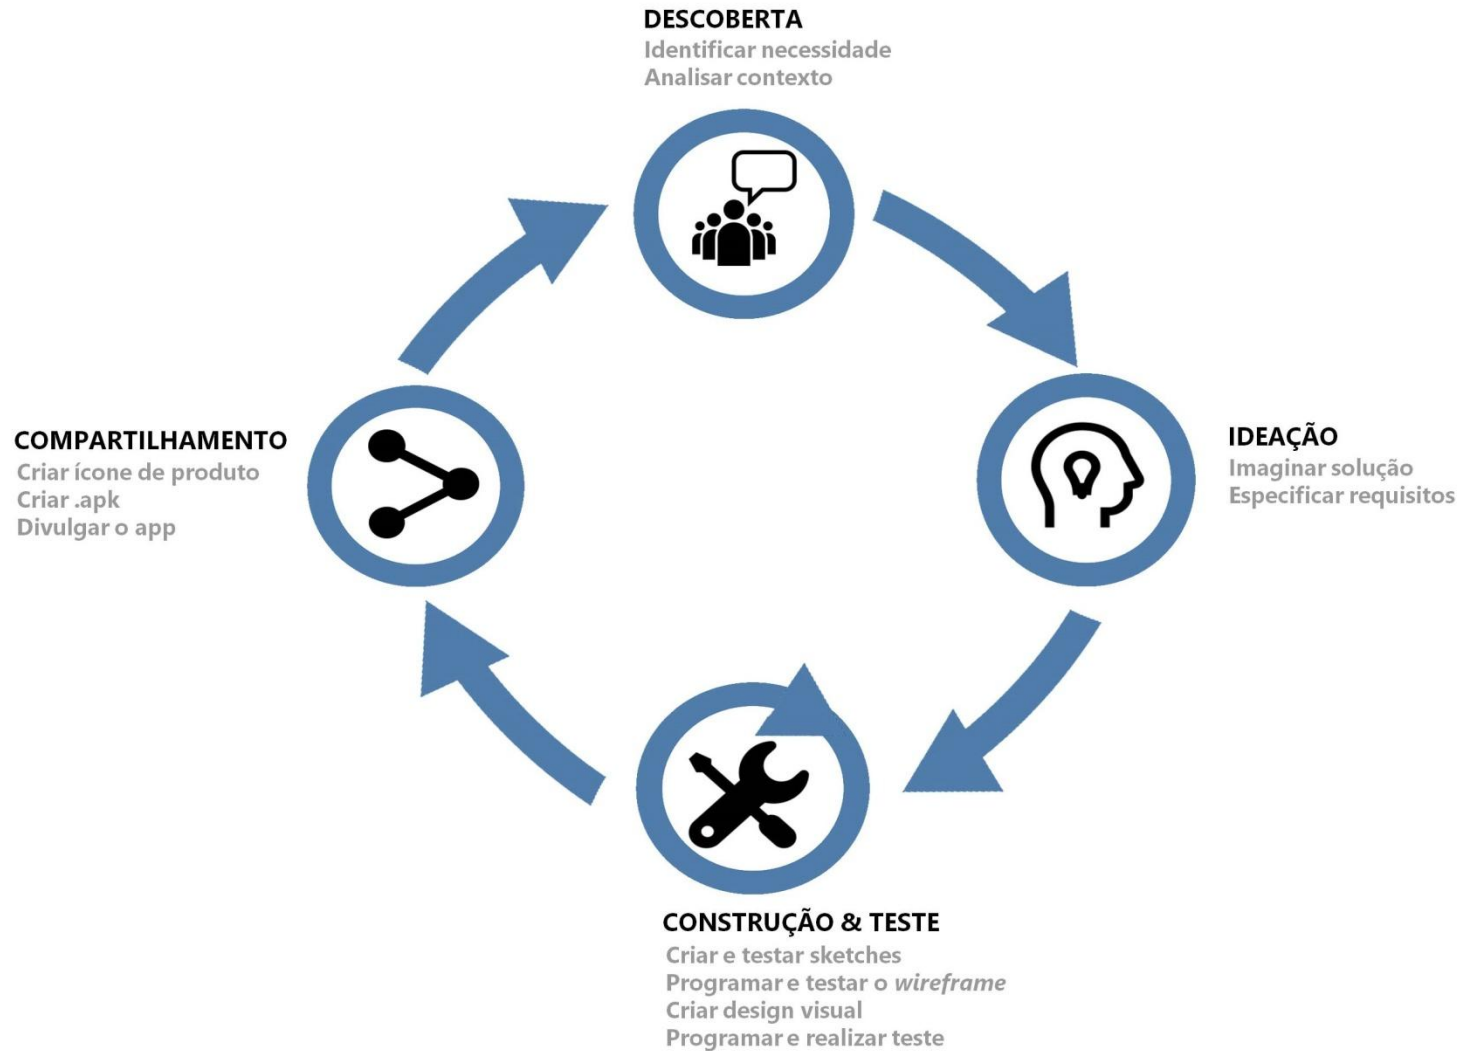 DESCOBERTA
Identificar necessidade
Analisar contexto
IDEAÇÃO
Imaginar solução
Especificar requisitos
CONSTRUÇÃO & TESTE
Criar e testar sketches
Programar e testar o wireframe
Criar design visual
Programar e realizar teste
COMPARTILHAMENTO
Criar ícone de produto
Criar .apk
Divulgar o app